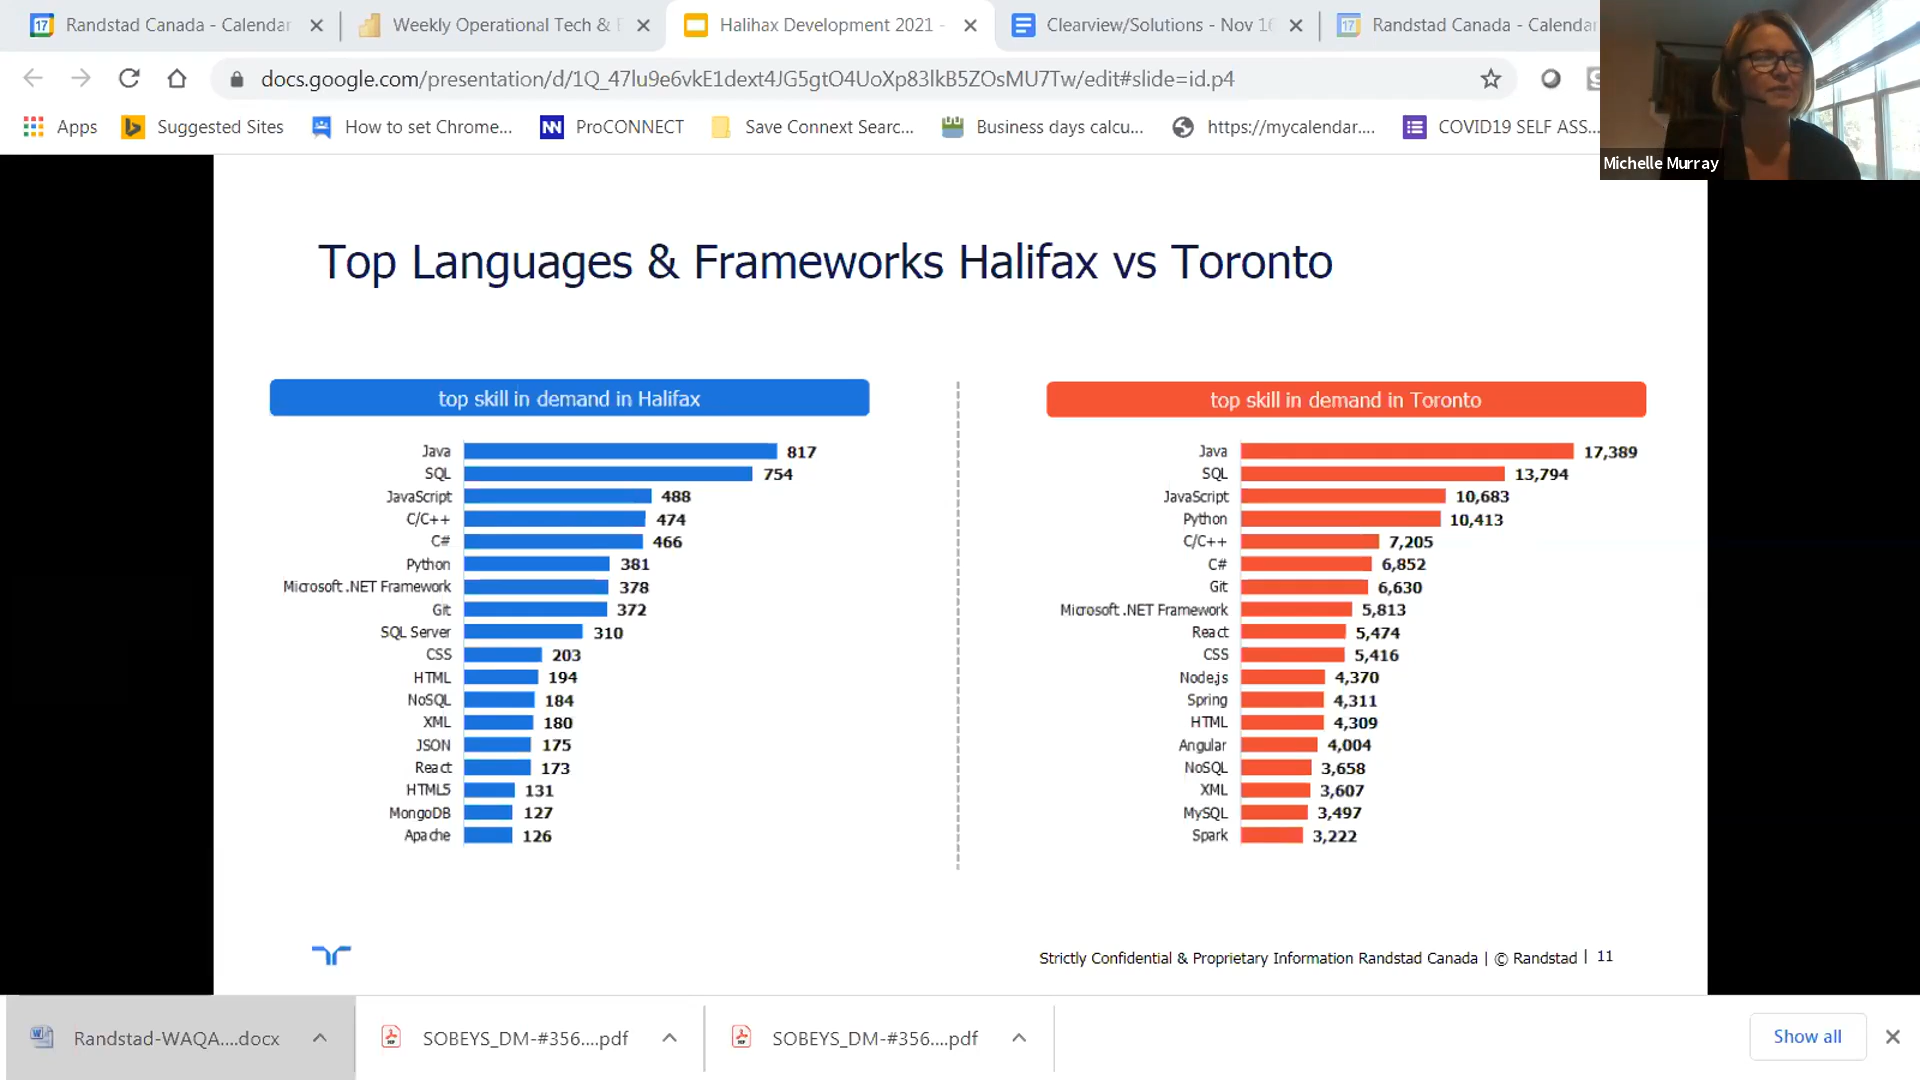 Randstad Canada - Calendar
Weekly Operational Tech &
Halihax Development 2021 -
Clearview/Solutions - Nov 16
Randstad Canada - Calendar
docs.google.com/presentation/d/1Q_47lu9e6vkE1dext4JG5gtO4UoXp83lkB5ZOsMU7Tw/edit#slide=id.p4
Apps
Suggested Sites
How to set Chrome...
ProCONNECT
Save Connext Searc...
Business days calcu...
https://mycalendar....
COVID19 SELF ASS...
Michelle Murray
Top Languages & Frameworks Halifax vs Toronto
top skill in demand in Halifax
Java 817
SQL 754
JavaScript 488
C/C++ 474
C# 466
Python 381
Microsoft .NET Framework 378
Git 372
SQL Server 310
CSS 203
HTML 194
NoSQL 184
XML 180
JSON 175
React 173
HTML5 131
MongoDB 127
Apache 126
top skill in demand in Toronto
Java 17,389
SQL 13,794
JavaScript 10,683
Python 10,413
C/C++ 7,205
C# 6,852
Git 6,630
Microsoft .NET Framework 5,813
React 5,474
CSS 5,416
Node.js 4,370
Spring 4,311
HTML 4,309
Angular 4,004
NoSQL 3,658
XML 3,607
MySQL 3,497
Spark 3,222
Strictly Confidential & Proprietary Information Randstad Canada | © Randstad | 11
Randstad-WAQA....docx
SOBEYS_DM-#356....pdf
SOBEYS_DM-#356....pdf
Show all